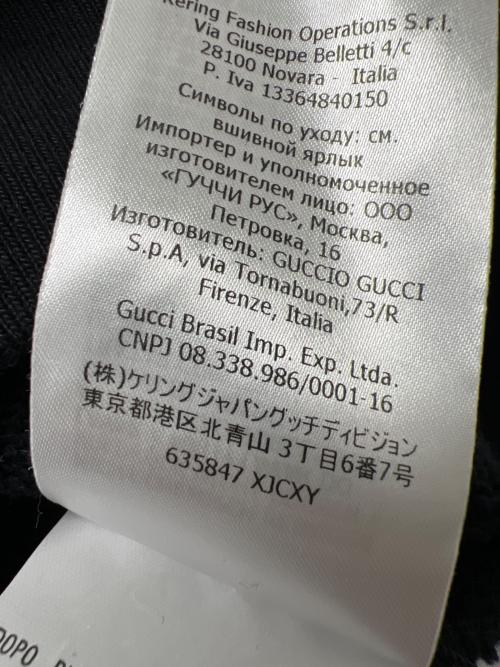 Kering Fashion Operations S.r.l.
Via Giuseppe Belletti 4/c
28100 Novara - Italia
P. Iva 13364840150
Символы по уходу: см.
вшивной ярлык
Импортер и уполномоченное
изготовителем лицо: ООО
«ГУЧЧИ РУС», Москва,
Петровка, 16
Изготовитель: GUCCIO GUCCI
S.p.A, via Tornabuoni,73/R
Firenze, Italia
Gucci Brasil Imp. Exp. Ltda.
CNPJ 08.338.986/0001-16
(株)ケリングジャパングッチディビジョン
東京都港区北青山 3丁目6番7号
635847 XJCXY
DOPO